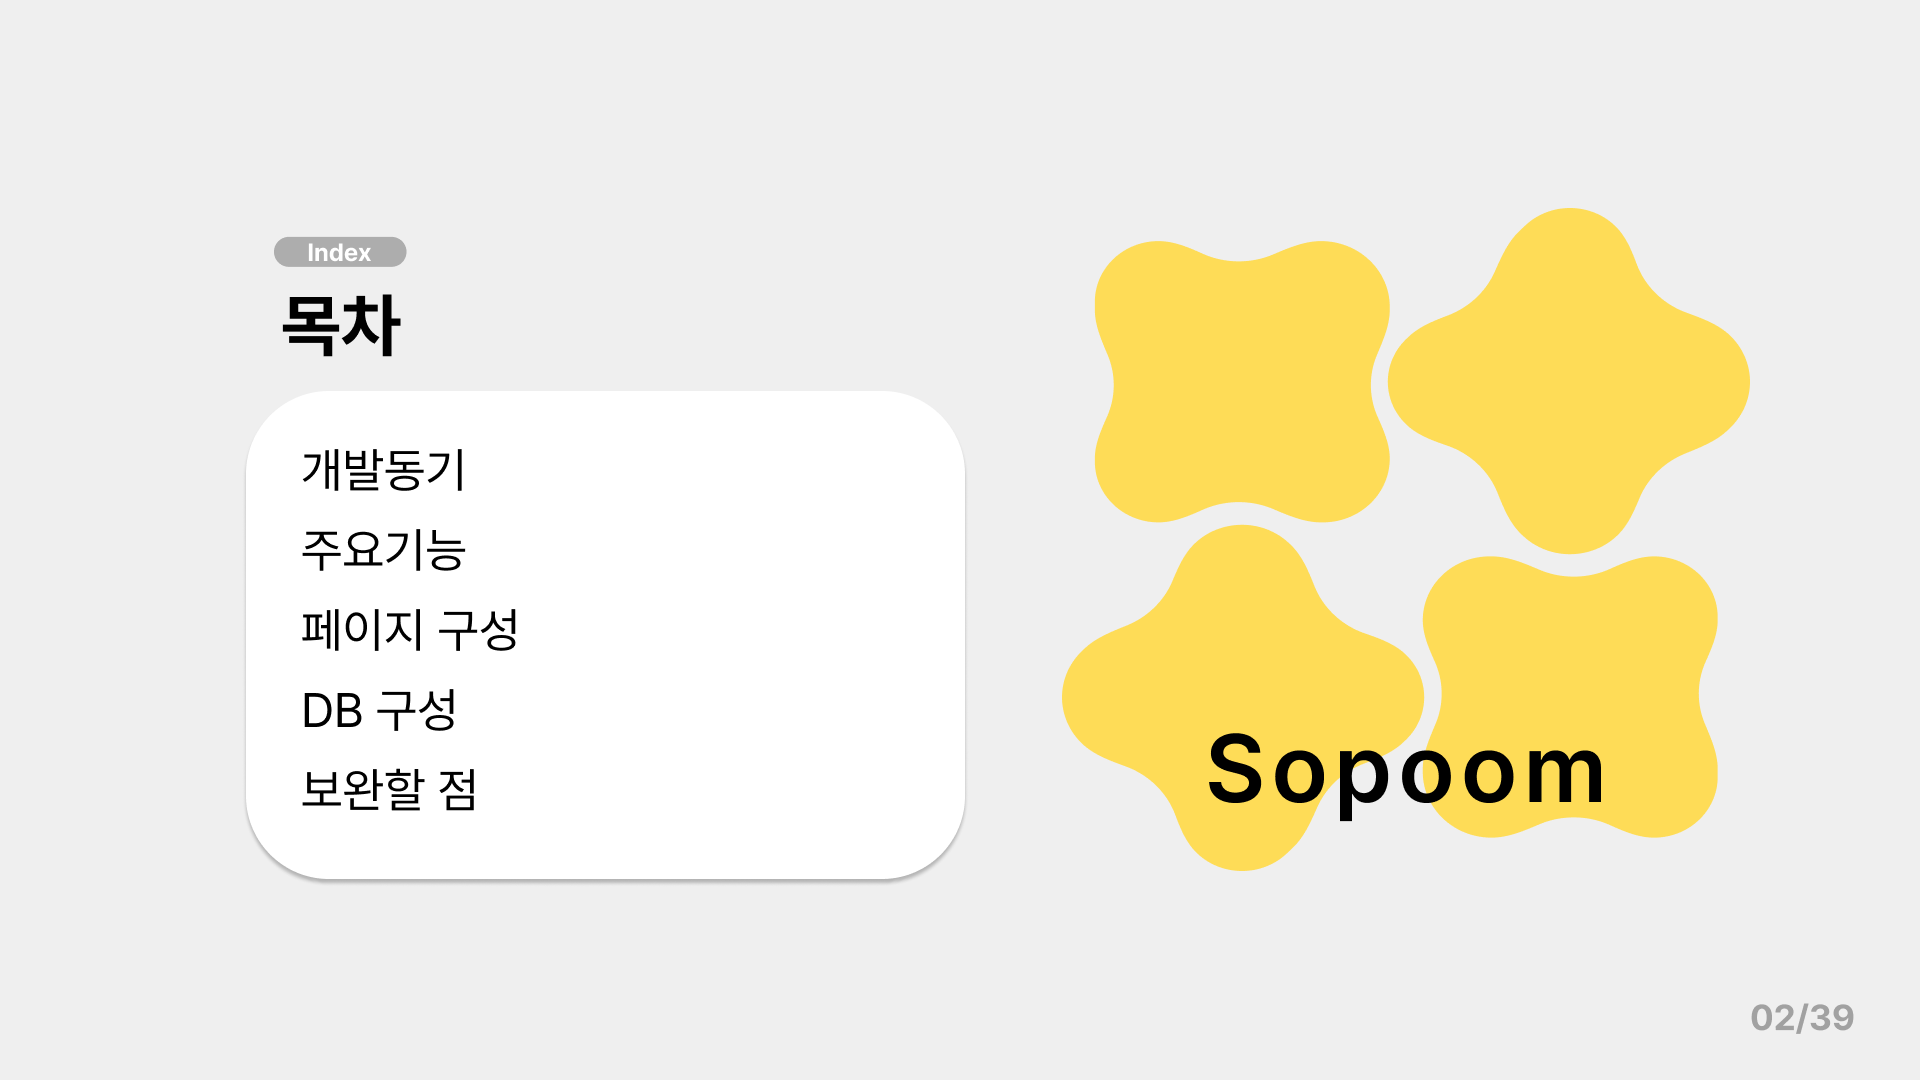 Index
목차
개발동기
주요기능
페이지 구성
DB 구성
보완할 점
Sopoom
02/39